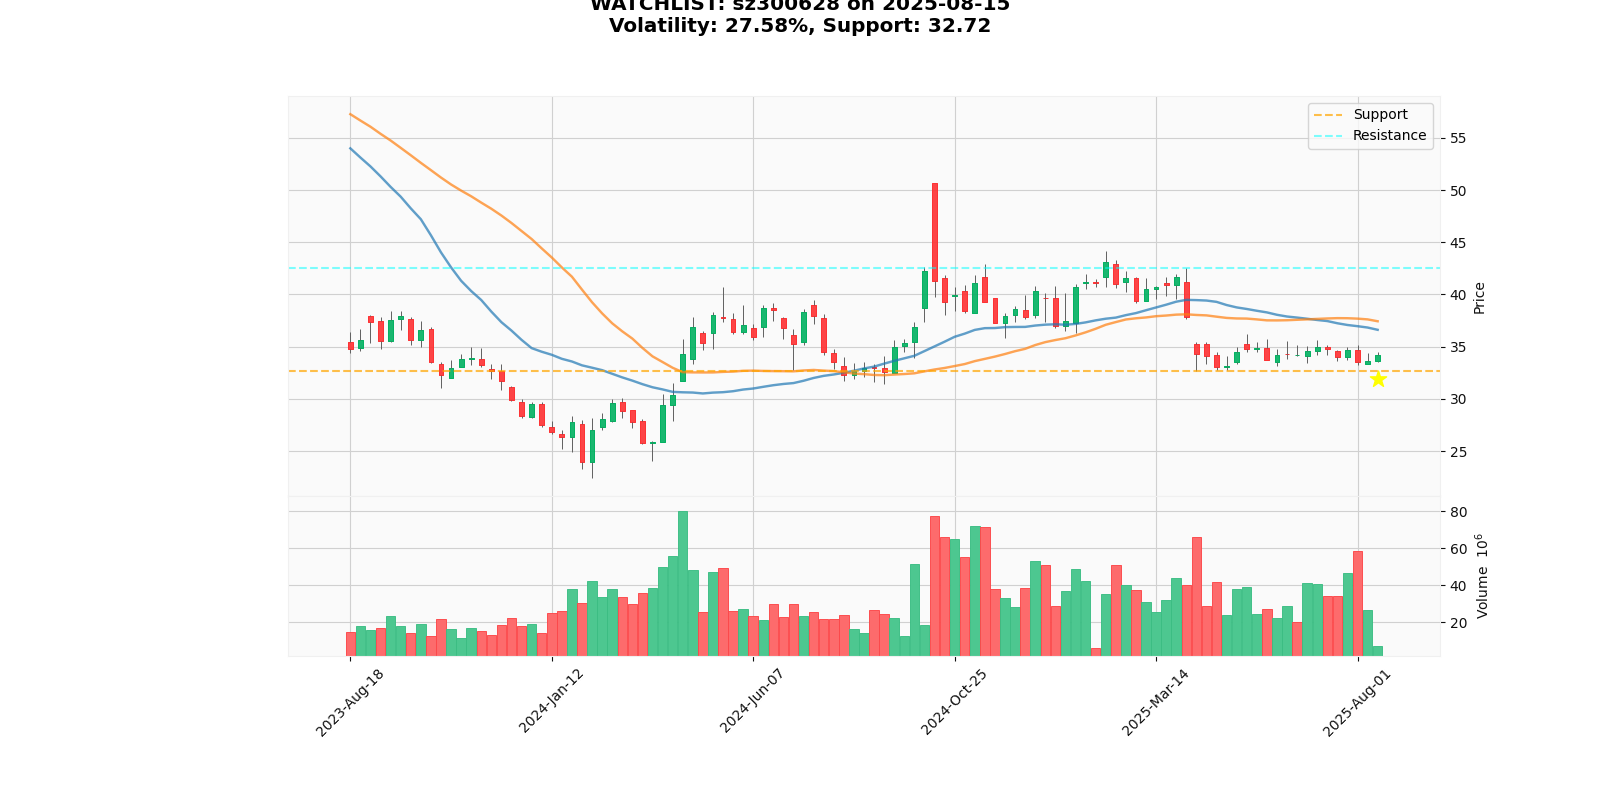 WATCHLIST: sz300628 on 2025-08-15
Volatility: 27.58%, Support: 32.72
Support
Resistance
55
50
45
40
35
30
25
Price
80
60
40
20
Volume 10^6
2023-Aug-18
2024-Jan-12
2024-Jun-07
2024-Oct-25
2025-Mar-14
2025-Aug-01